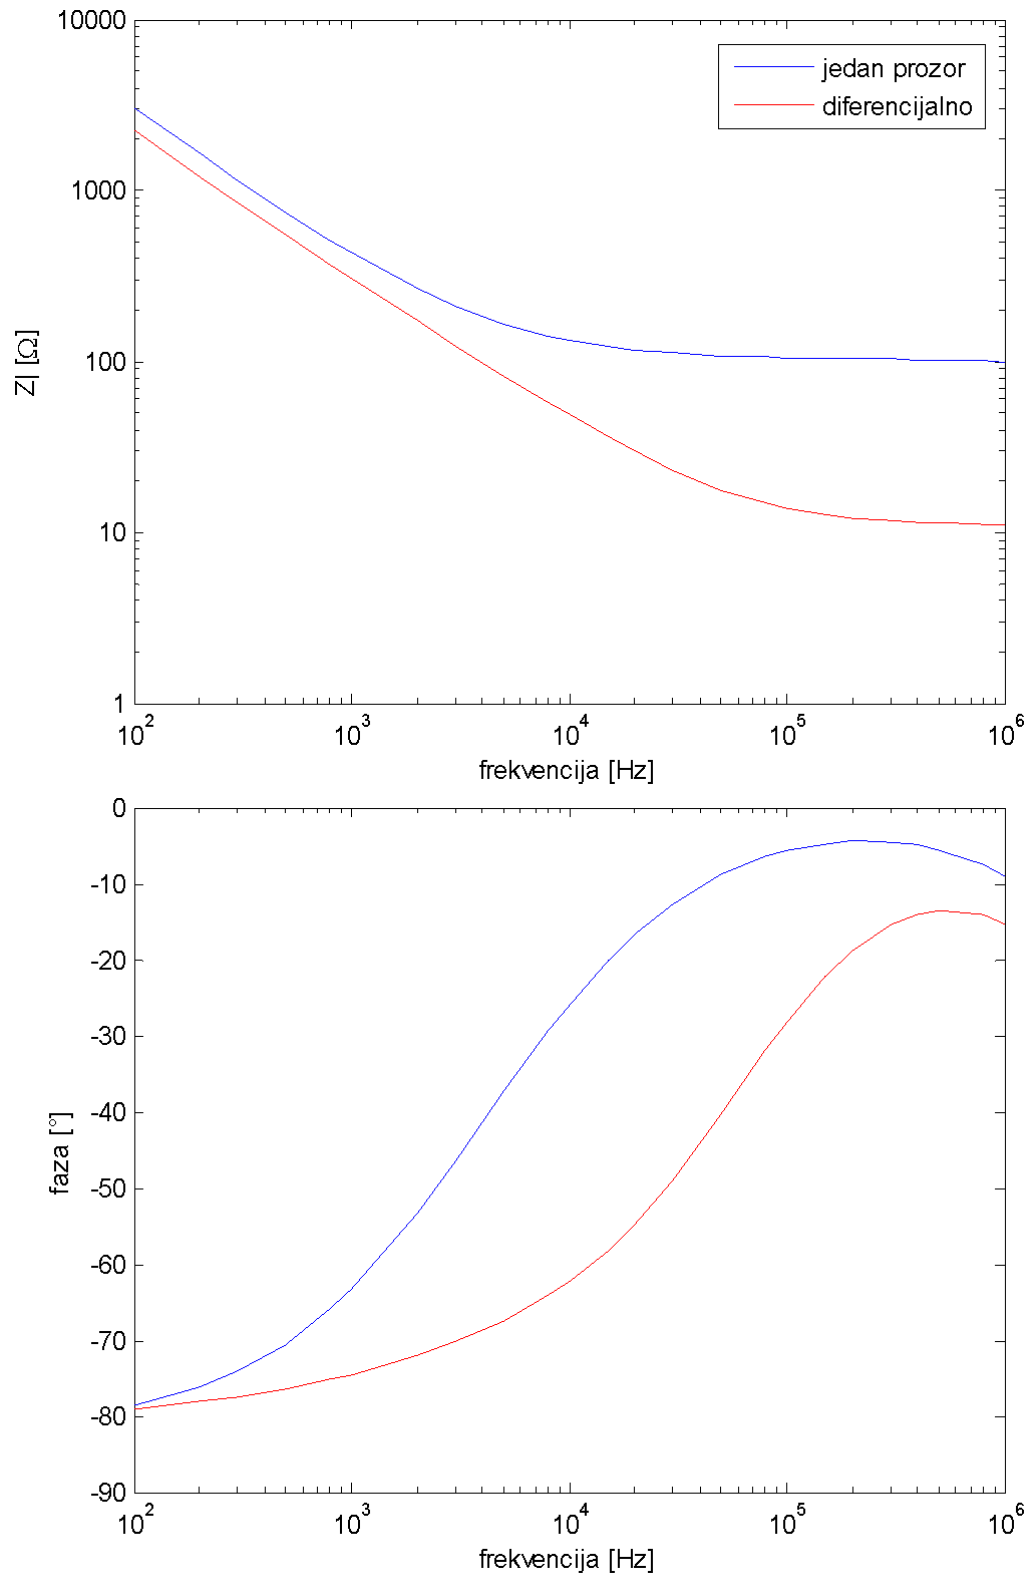 10000
1000
100
10
1
Z| [Ω]
jedan prozor
diferencijalno
10² 10³ 10⁴ 10⁵ 10⁶
frekvencija [Hz]
0
-10
-20
-30
-40
-50
-60
-70
-80
-90
faza [°]
10² 10³ 10⁴ 10⁵ 10⁶
frekvencija [Hz]